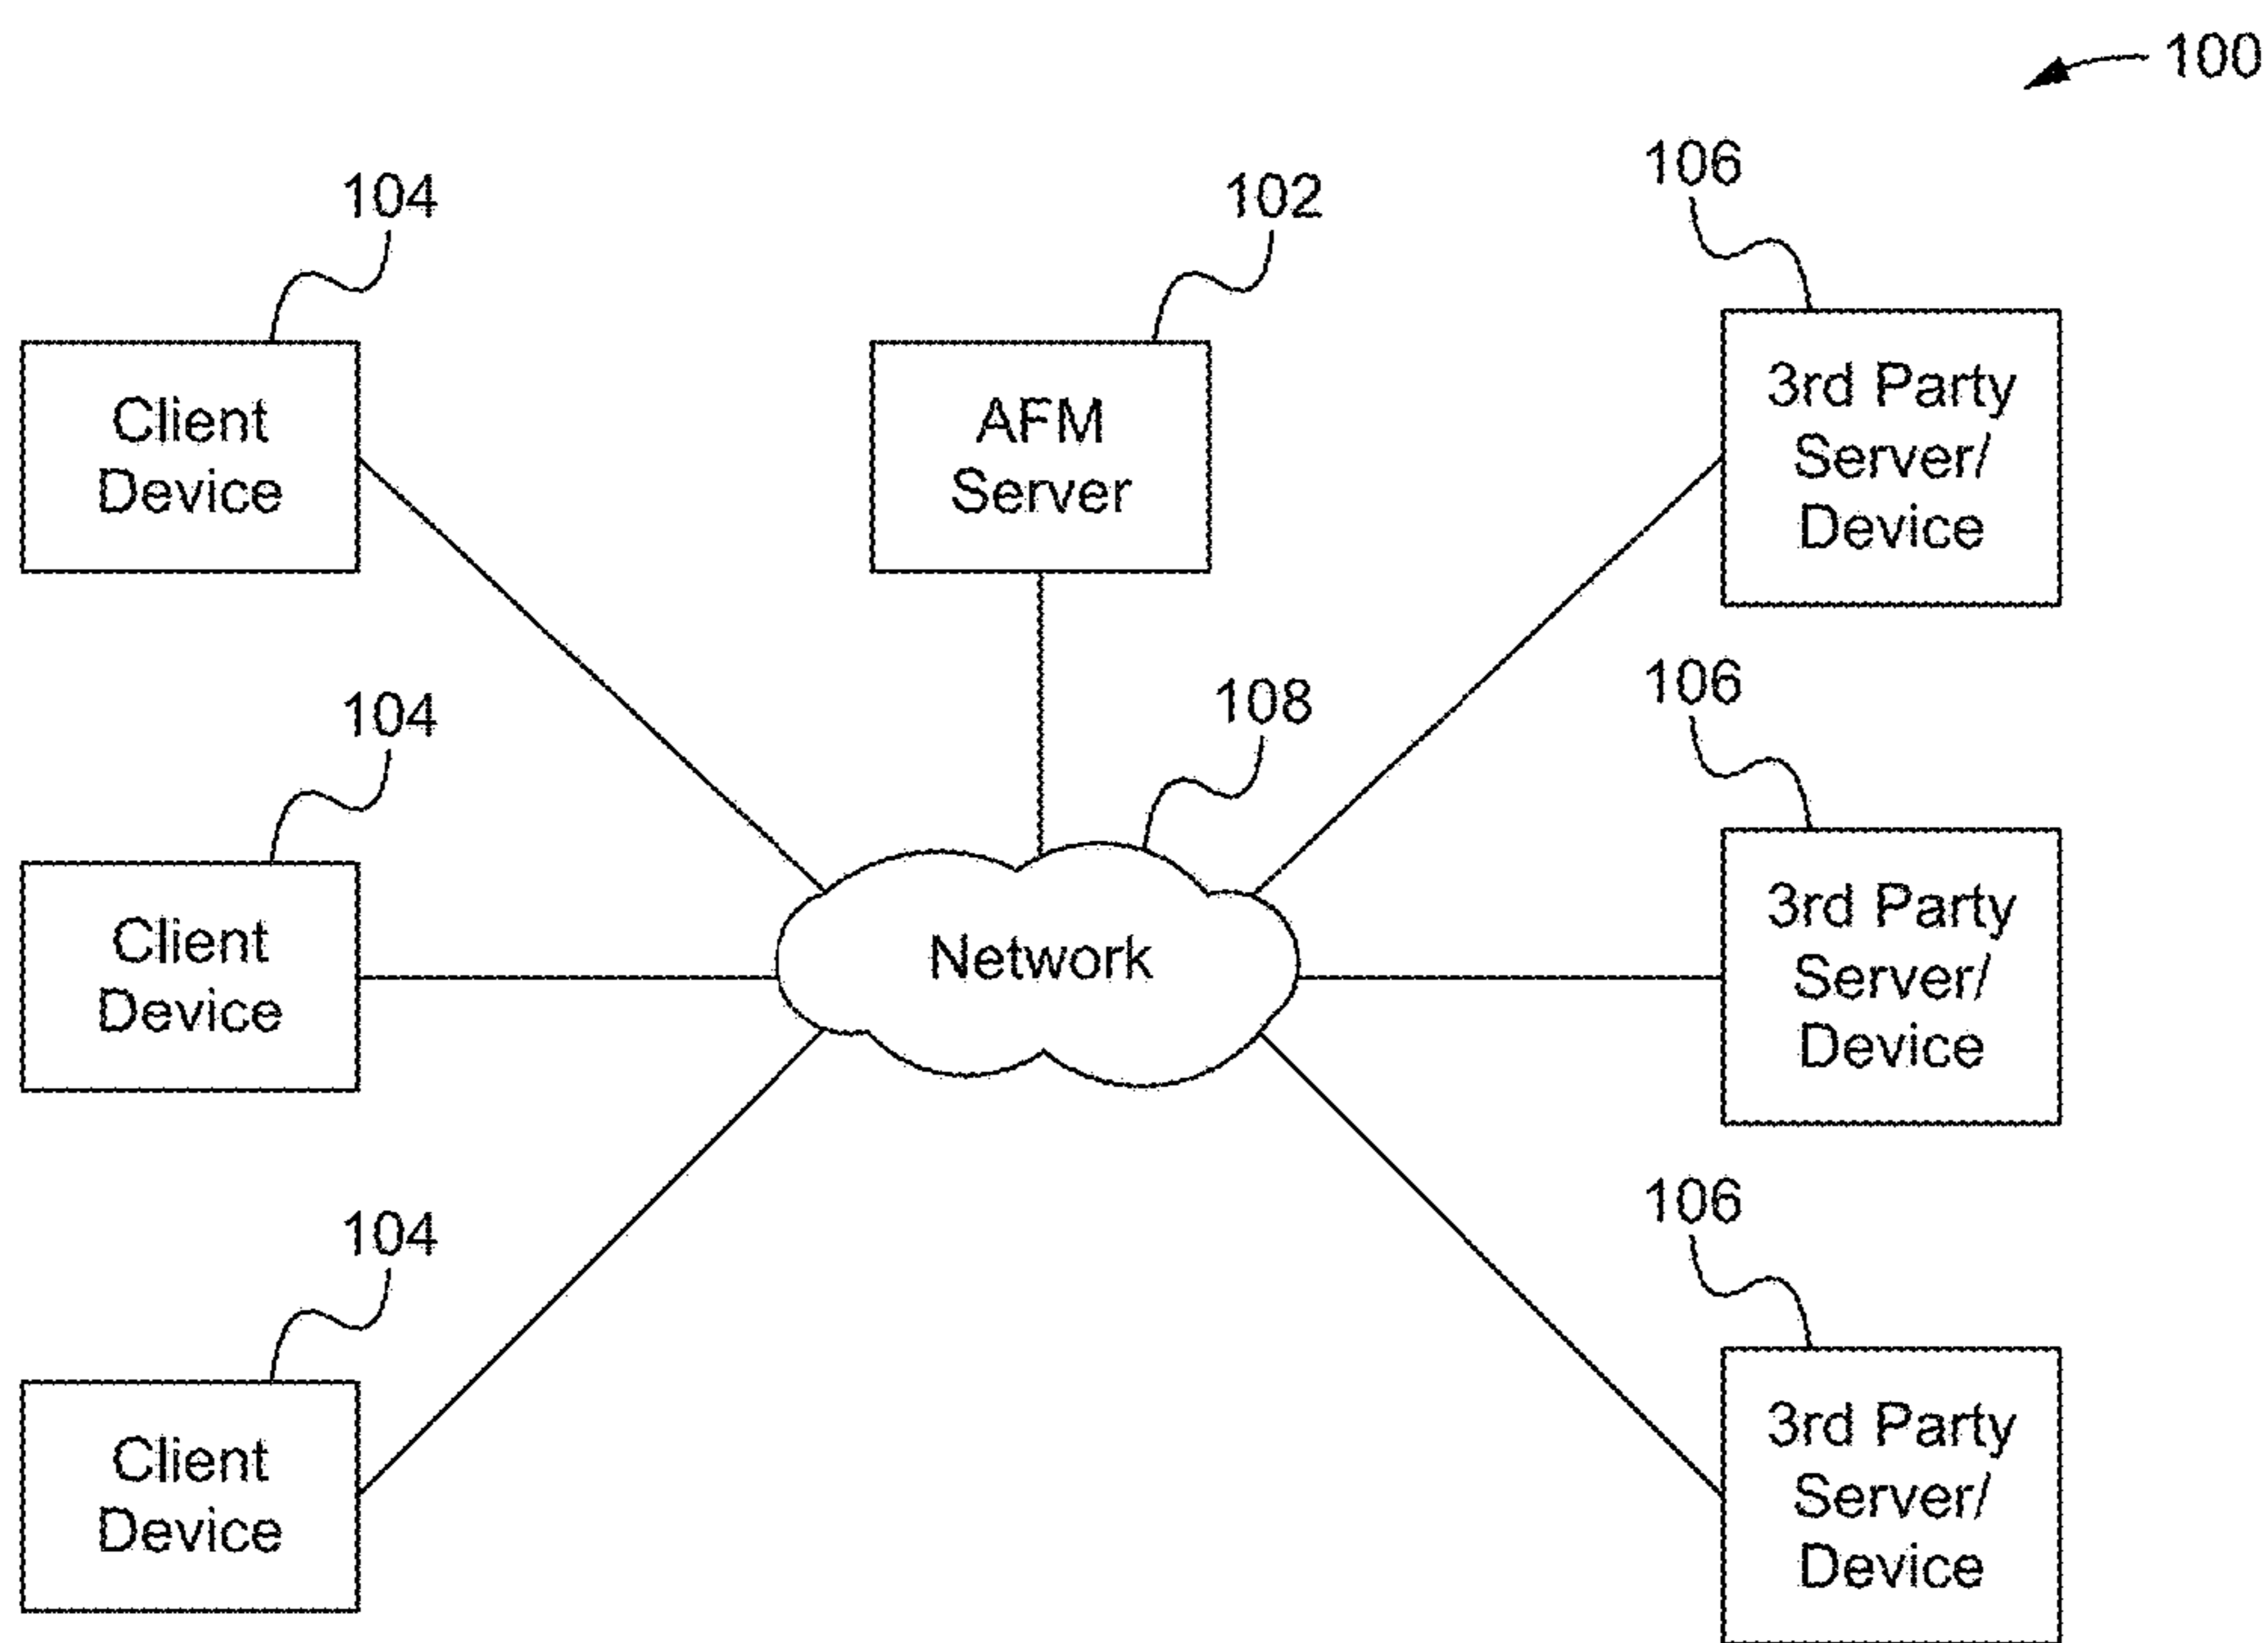 100
104
102
106
Client
Device
AFM
Server
3rd Party
Server/
Device
104
108
106
Client
Device
Network
3rd Party
Server/
Device
104
106
Client
Device
3rd Party
Server/
Device